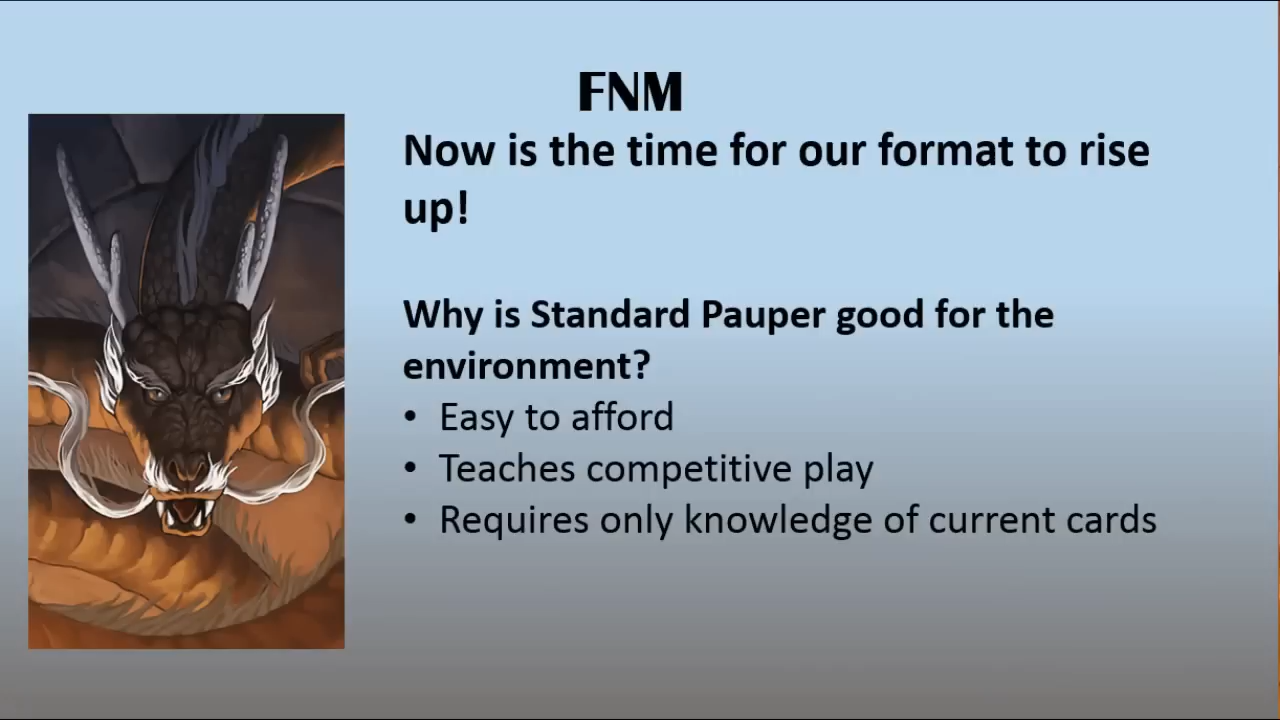 FNM
Now is the time for our format to rise
up!
Why is Standard Pauper good for the
environment?
• Easy to afford
• Teaches competitive play
• Requires only knowledge of current cards